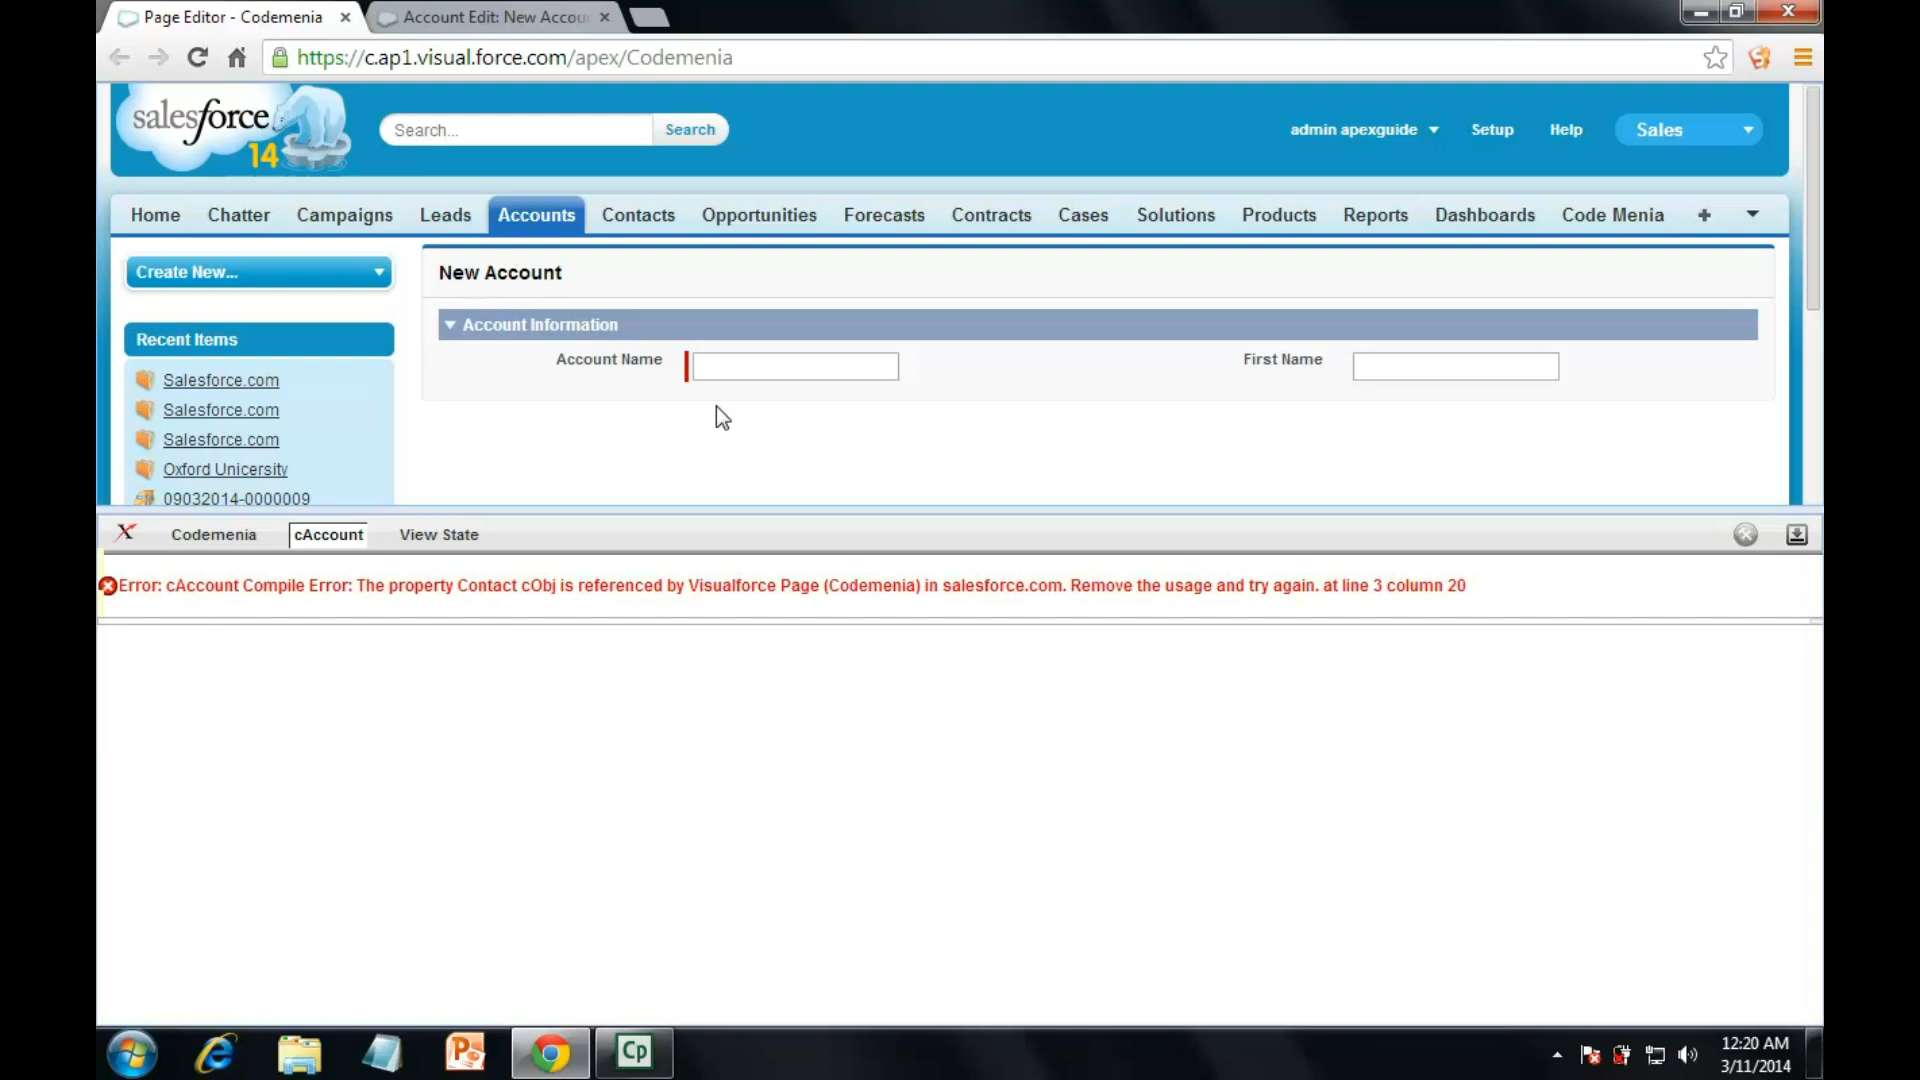 Page Editor - Codemenia
Account Edit: New Accou
https://c.ap1.visual.force.com/apex/Codemenia
salesforce
14
Search...
Search
admin apexguide
Setup
Help
Sales
Home
Chatter
Campaigns
Leads
Accounts
Contacts
Opportunities
Forecasts
Contracts
Cases
Solutions
Products
Reports
Dashboards
Code Menia
Create New...
New Account
Account Information
Account Name
First Name
Recent Items
Salesforce.com
Salesforce.com
Salesforce.com
Oxford Unicersity
09032014-0000009
Codemenia
cAccount
View State
Error: cAccount Compile Error: The property Contact cObj is referenced by Visualforce Page (Codemenia) in salesforce.com. Remove the usage and try again. at line 3 column 20
Cp
12:20 AM
3/11/2014